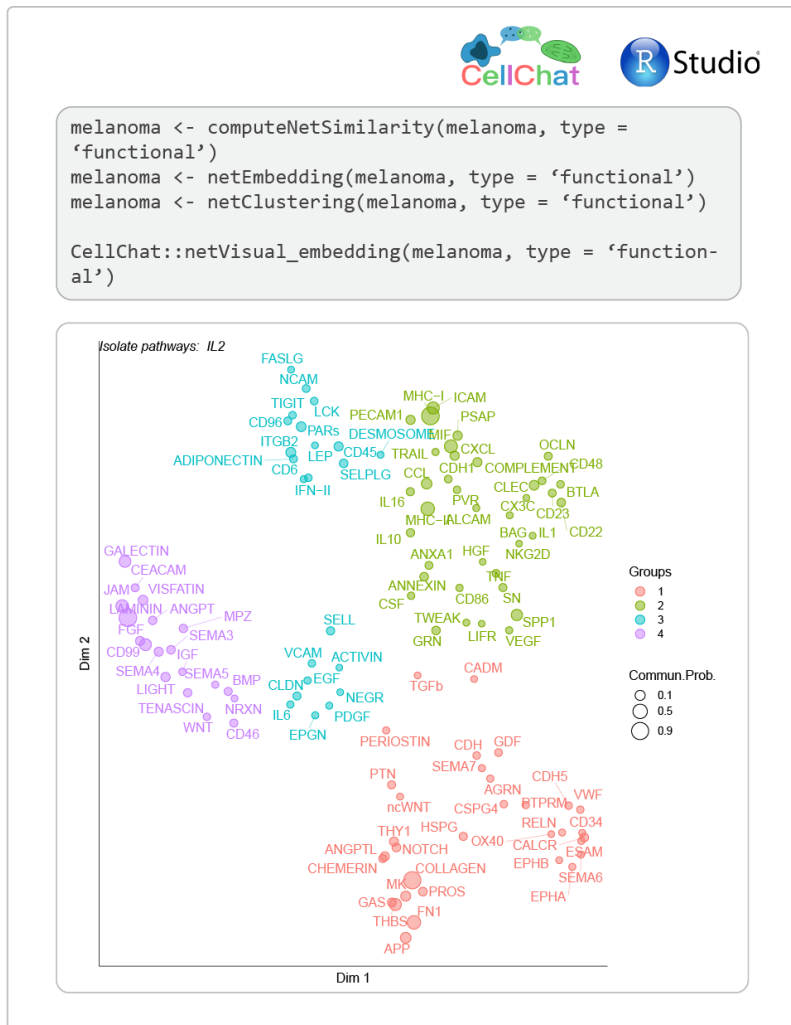 CellChat
R Studio
melanoma <- computeNetSimilarity(melanoma, type =
‘functional’)
melanoma <- netEmbedding(melanoma, type = ‘functional’)
melanoma <- netClustering(melanoma, type = ‘functional’)
CellChat::netVisual_embedding(melanoma, type = ‘function-
al’)
Isolate pathways: IL2
FASLG
NCAM
TIGIT
LCK
CD96
PARs
ITGB2
DESMOSOME
ADIPONECTIN
LEP
CD45
CD6
SELPLG
IFN-II
MHC-I
ICAM
PECAM1
PSAP
MIF
TRAIL
CXCL
OCLN
CDH1
COMPLEMENT
CD48
CCL
CLEC
BTLA
IL16
PVR
CX3C
CD23
MHC-II
ALCAM
CD22
IL10
BAG
IL1
NKG2D
ANXA1
HGF
ANNEXIN
TNF
CSF
CD86
SN
TWEAK
SPP1
GRN
LIFR
VEGF
GALECTIN
CEACAM
JAM
VISFATIN
LAMININ
ANGPT
MPZ
FGF
SEMA3
CD99
IGF
SEMA4
SEMA5
LIGHT
BMP
TENASCIN
NRXN
WNT
CD46
SELL
VCAM
ACTIVIN
EGF
CLDN
NEGR
IL6
PDGF
EPGN
CADM
TGFb
PERIOSTIN
CDH
GDF
SEMA7
PTN
AGRN
CDH5
ncWNT
CSPG4
PTPRM
VWF
HSPG
RELN
CD34
THY1
OX40
CALCR
ANGPTL
NOTCH
ESAM
CHEMERIN
EPHB
COLLAGEN
SEMA6
MK
PROS
EPHA
GAS
FN1
THBS
APP
Dim 1
Dim 2
Groups
1
2
3
4
Commun.Prob.
0.1
0.5
0.9